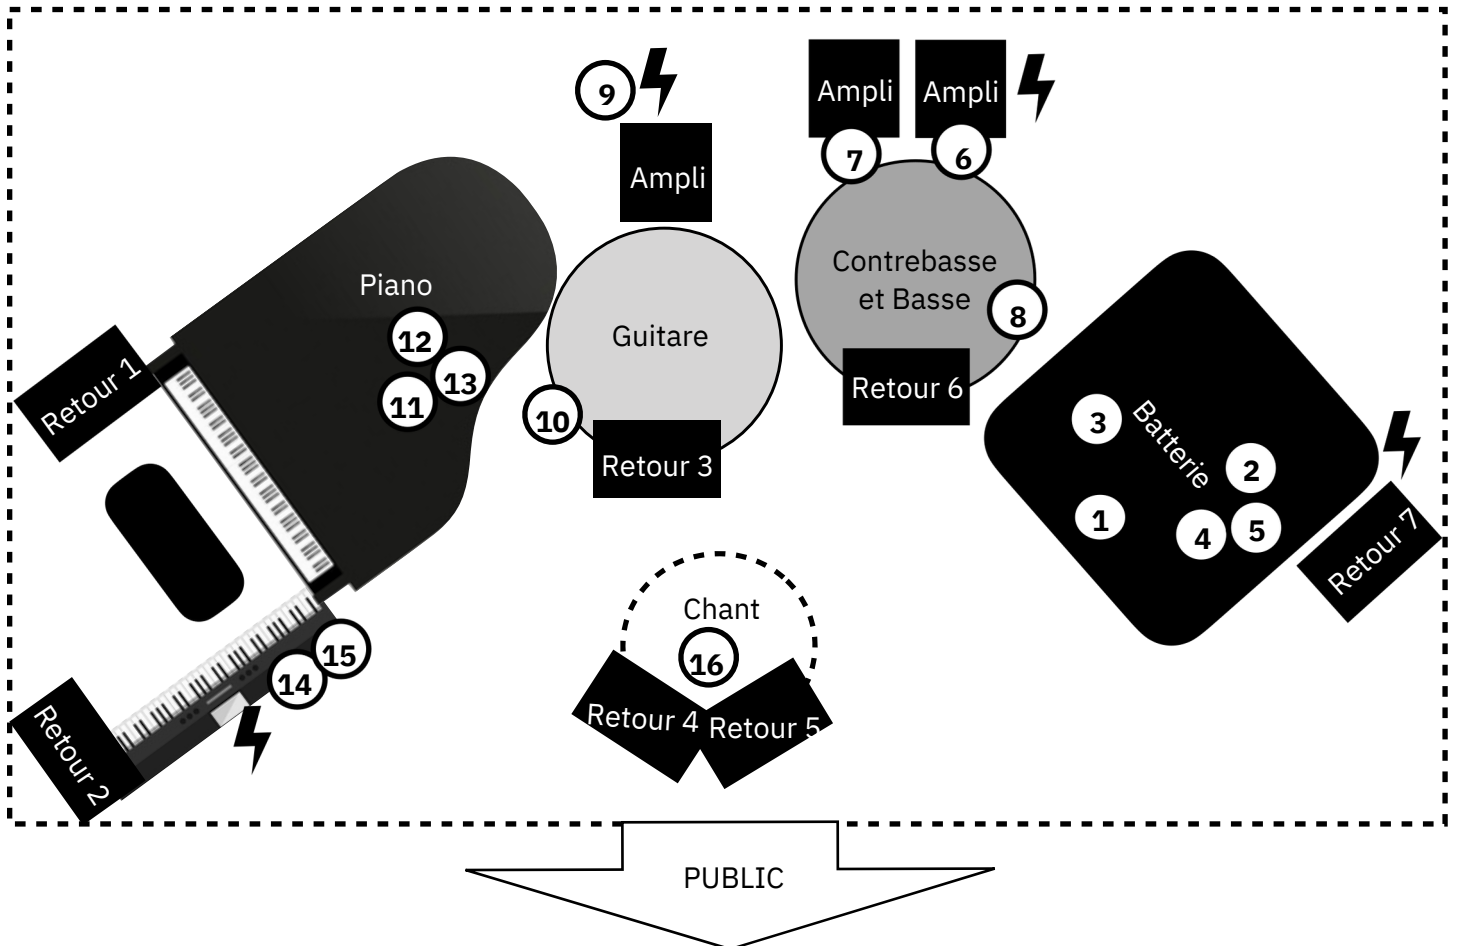 9
Ampli
Ampli
Ampli
7
6
Piano
12
13
11
Guitare
10
Retour 3
Contrebasse
et Basse
8
Retour 6
Retour 1
3
Batterie
2
1
4
5
Retour 7
15
14
Retour 2
Chant
16
Retour 4
Retour 5
PUBLIC